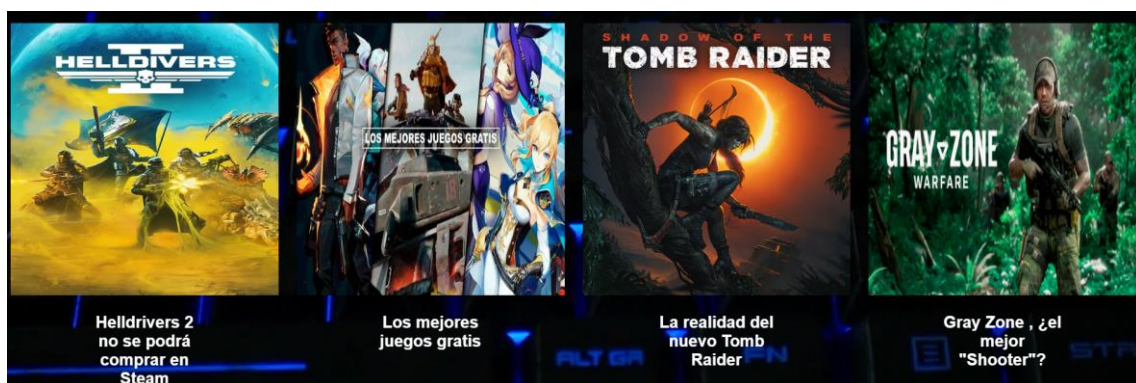 HELLDIVERS
II
LOS MEJORES JUEGOS GRATIS
SHADOW OF THE
TOMB RAIDER
GRAY ZONE
WARFARE
Helldrivers 2
no se podrá
comprar en
Steam
Los mejores
juegos gratis
La realidad del
nuevo Tomb
Raider
Gray Zone , ¿el
mejor
"Shooter"?
ALT GR
FN
STR